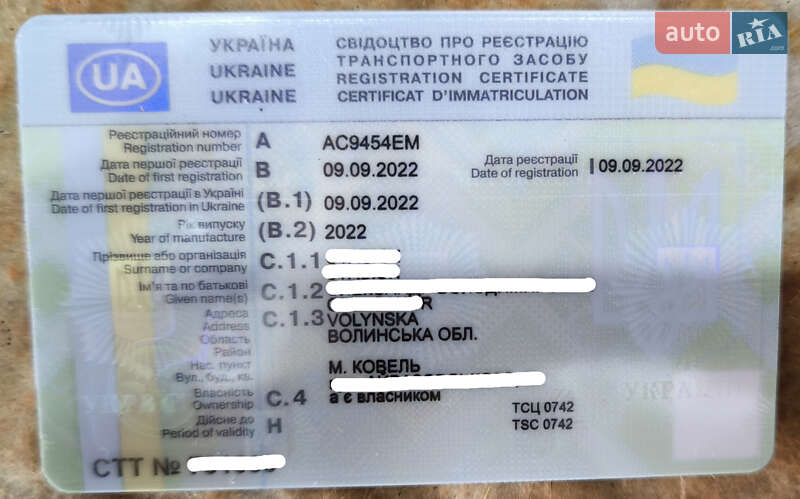 auto RIA.com
УКРАЇНА СВІДОЦТВО ПРО РЕЄСТРАЦІЮ
UA UKRAINE ТРАНСПОРТНОГО ЗАСОБУ
REGISTRATION CERTIFICATE
UKRAINE CERTIFICAT D'IMMATRICULATION
Реєстраційний номер
Registration number A AC9454EM
Дата першої реєстрації
Date of first registration B 09.09.2022
Дата реєстрації
Date of registration I 09.09.2022
Дата першої реєстрації в Україні
Date of first registration in Ukraine (B.1) 09.09.2022
Рік випуску
Year of manufacture (B.2) 2022
Прізвище або організація
Surname or company C.1.1
Ім'я та по батькові
Given name(s) C.1.2
R
Адреса
Address C.1.3 VOLYNSKA
Область ВОЛИНСЬКА ОБЛ.
Район
Нас. пункт М. КОВЕЛЬ
Вул., буд., кв.
Власність
Ownership C.4 а є власником
Дійсне до
Period of validity H
ТСЦ 0742
TSC 0742
УКРА
СТТ №